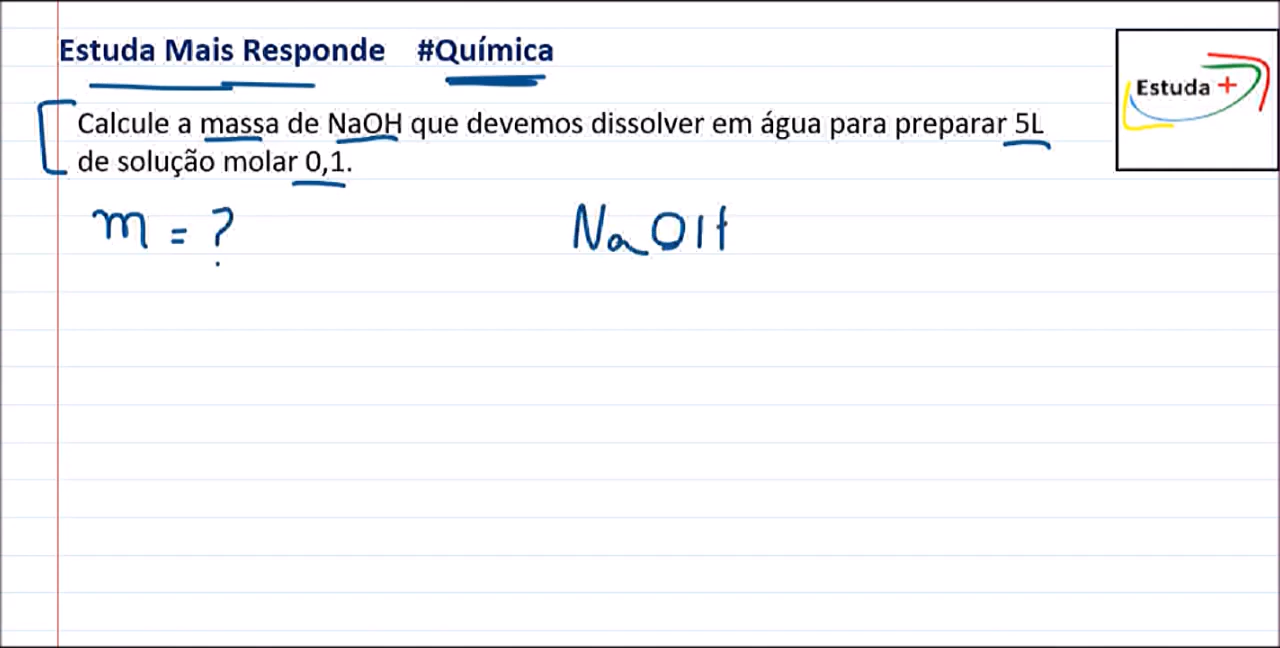 Estuda Mais Responde #Química
Estuda +
Calcule a massa de NaOH que devemos dissolver em água para preparar 5L
de solução molar 0,1.
m = ? NaOH